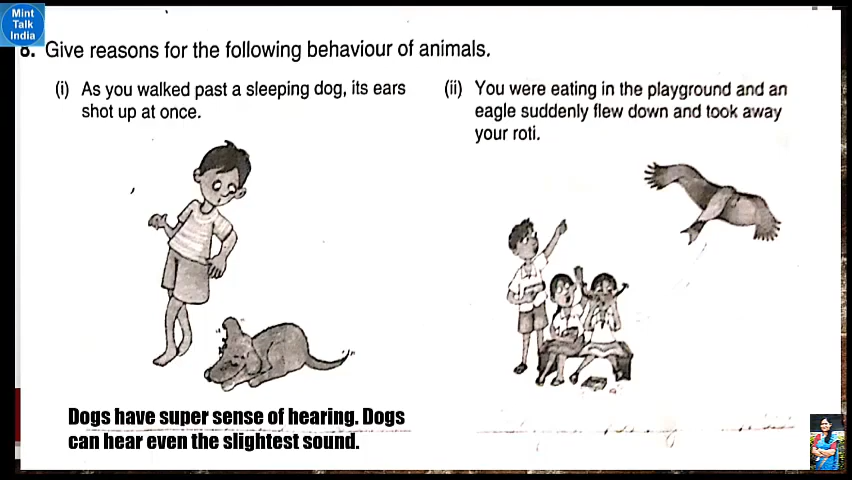 Mint
Talk
India
8. Give reasons for the following behaviour of animals.
(i) As you walked past a sleeping dog, its ears
shot up at once.
(ii) You were eating in the playground and an
eagle suddenly flew down and took away
your roti.
Dogs have super sense of hearing. Dogs
can hear even the slightest sound.